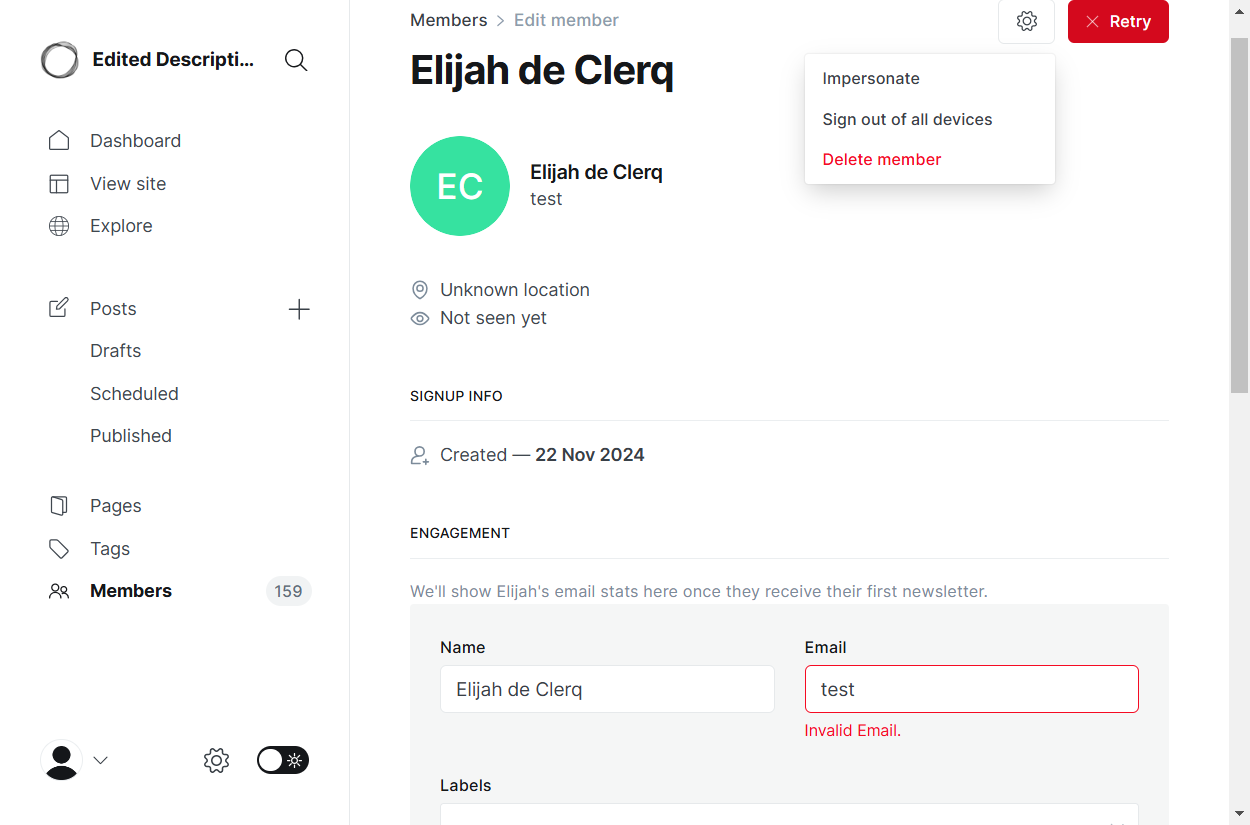 Edited Descripti...
Dashboard
View site
Explore
Posts
Drafts
Scheduled
Published
Pages
Tags
Members 159
Members > Edit member
Retry
Elijah de Clerq
Impersonate
Sign out of all devices
Delete member
EC
Elijah de Clerq
test
Unknown location
Not seen yet
SIGNUP INFO
Created — 22 Nov 2024
ENGAGEMENT
We'll show Elijah's email stats here once they receive their first newsletter.
Name
Elijah de Clerq
Email
test
Invalid Email.
Labels